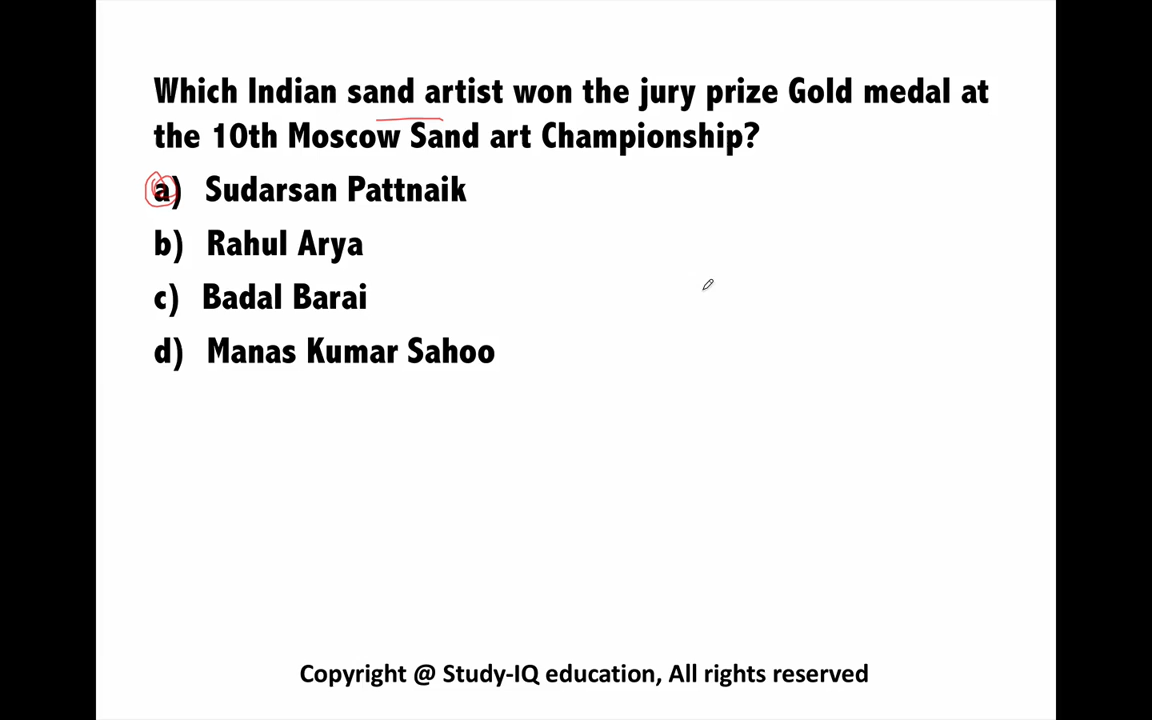 Which Indian sand artist won the jury prize Gold medal at
the 10th Moscow Sand art Championship?
a) Sudarsan Pattnaik
b) Rahul Arya
c) Badal Barai
d) Manas Kumar Sahoo
Copyright @ Study-IQ education, All rights reserved